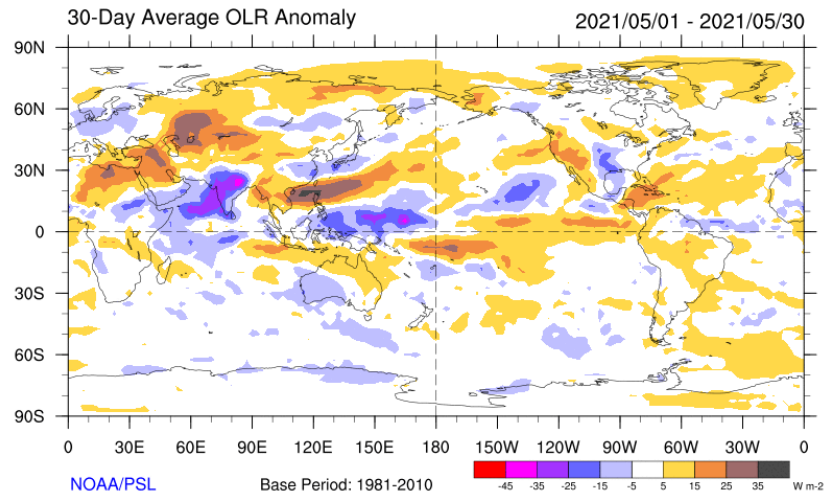 30-Day Average OLR Anomaly 2021/05/01 - 2021/05/30
90N
60N
30N
0
30S
60S
90S
0 30E 60E 90E 120E 150E 180 150W 120W 90W 60W 30W 0
NOAA/PSL Base Period: 1981-2010 W m-2
-45 -35 -25 -15 -5 5 15 25 35